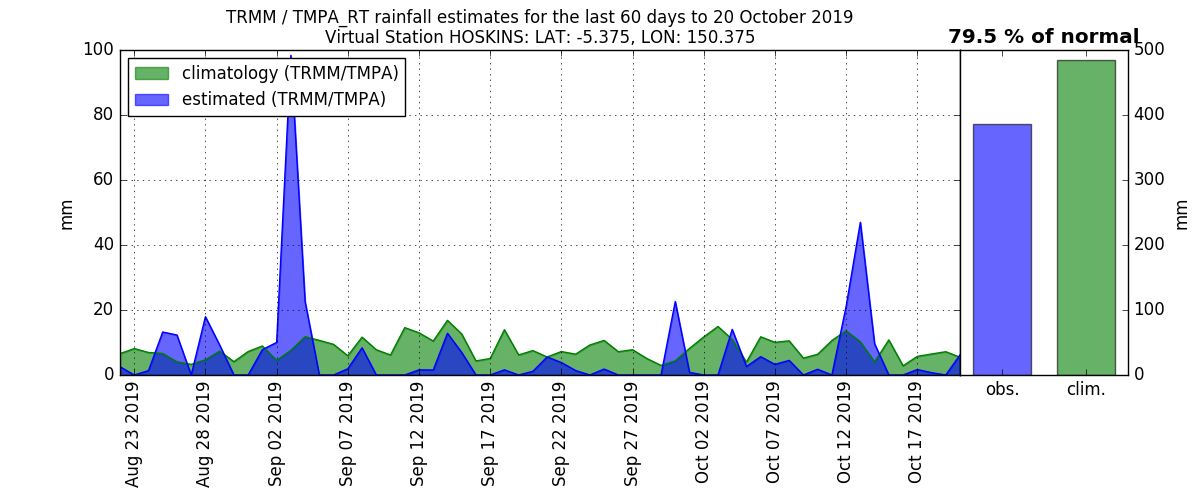 TRMM / TMPA_RT rainfall estimates for the last 60 days to 20 October 2019
Virtual Station HOSKINS: LAT: -5.375, LON: 150.375
79.5 % of normal
climatology (TRMM/TMPA)
estimated (TRMM/TMPA)
100
80
60
40
20
0
mm
Aug 23 2019
Aug 28 2019
Sep 02 2019
Sep 07 2019
Sep 12 2019
Sep 17 2019
Sep 22 2019
Sep 27 2019
Oct 02 2019
Oct 07 2019
Oct 12 2019
Oct 17 2019
obs.
clim.
500
400
300
200
100
0
mm